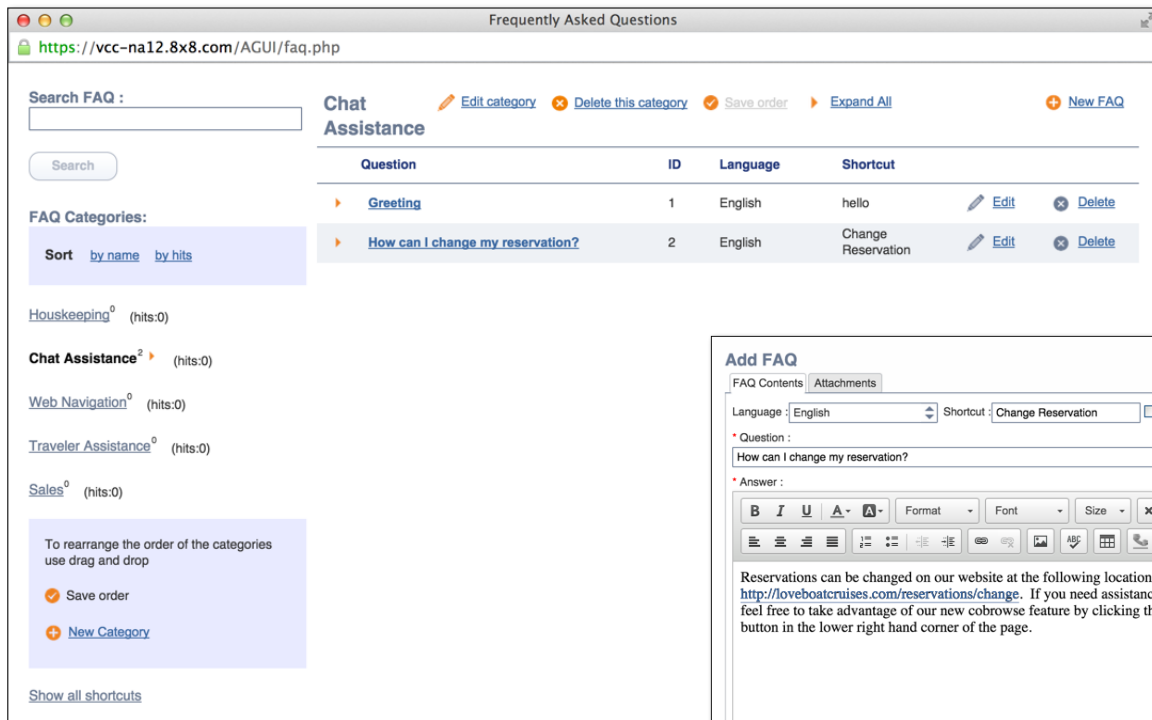 Frequently Asked Questions
https://vcc-na12.8x8.com/AGUI/faq.php
Search FAQ :
Search
FAQ Categories:
Sort by name by hits
Houskeeping0 (hits:0)
Chat Assistance2 (hits:0)
Web Navigation0 (hits:0)
Traveler Assistance0 (hits:0)
Sales0 (hits:0)
To rearrange the order of the categories
use drag and drop
Save order
New Category
Show all shortcuts
Chat
Assistance
Edit category Delete this category Save order Expand All New FAQ
Question ID Language Shortcut
Greeting 1 English hello Edit Delete
How can I change my reservation? 2 English Change
Reservation Edit Delete
Add FAQ
FAQ Contents Attachments
Language : English Shortcut : Change Reservation
* Question :
How can I change my reservation?
* Answer :
B I U A A Format Font Size
ABC
Reservations can be changed on our website at the following location
http://loveboatcruises.com/reservations/change. If you need assistanc
feel free to take advantage of our new cobrowse feature by clicking th
button in the lower right hand corner of the page.